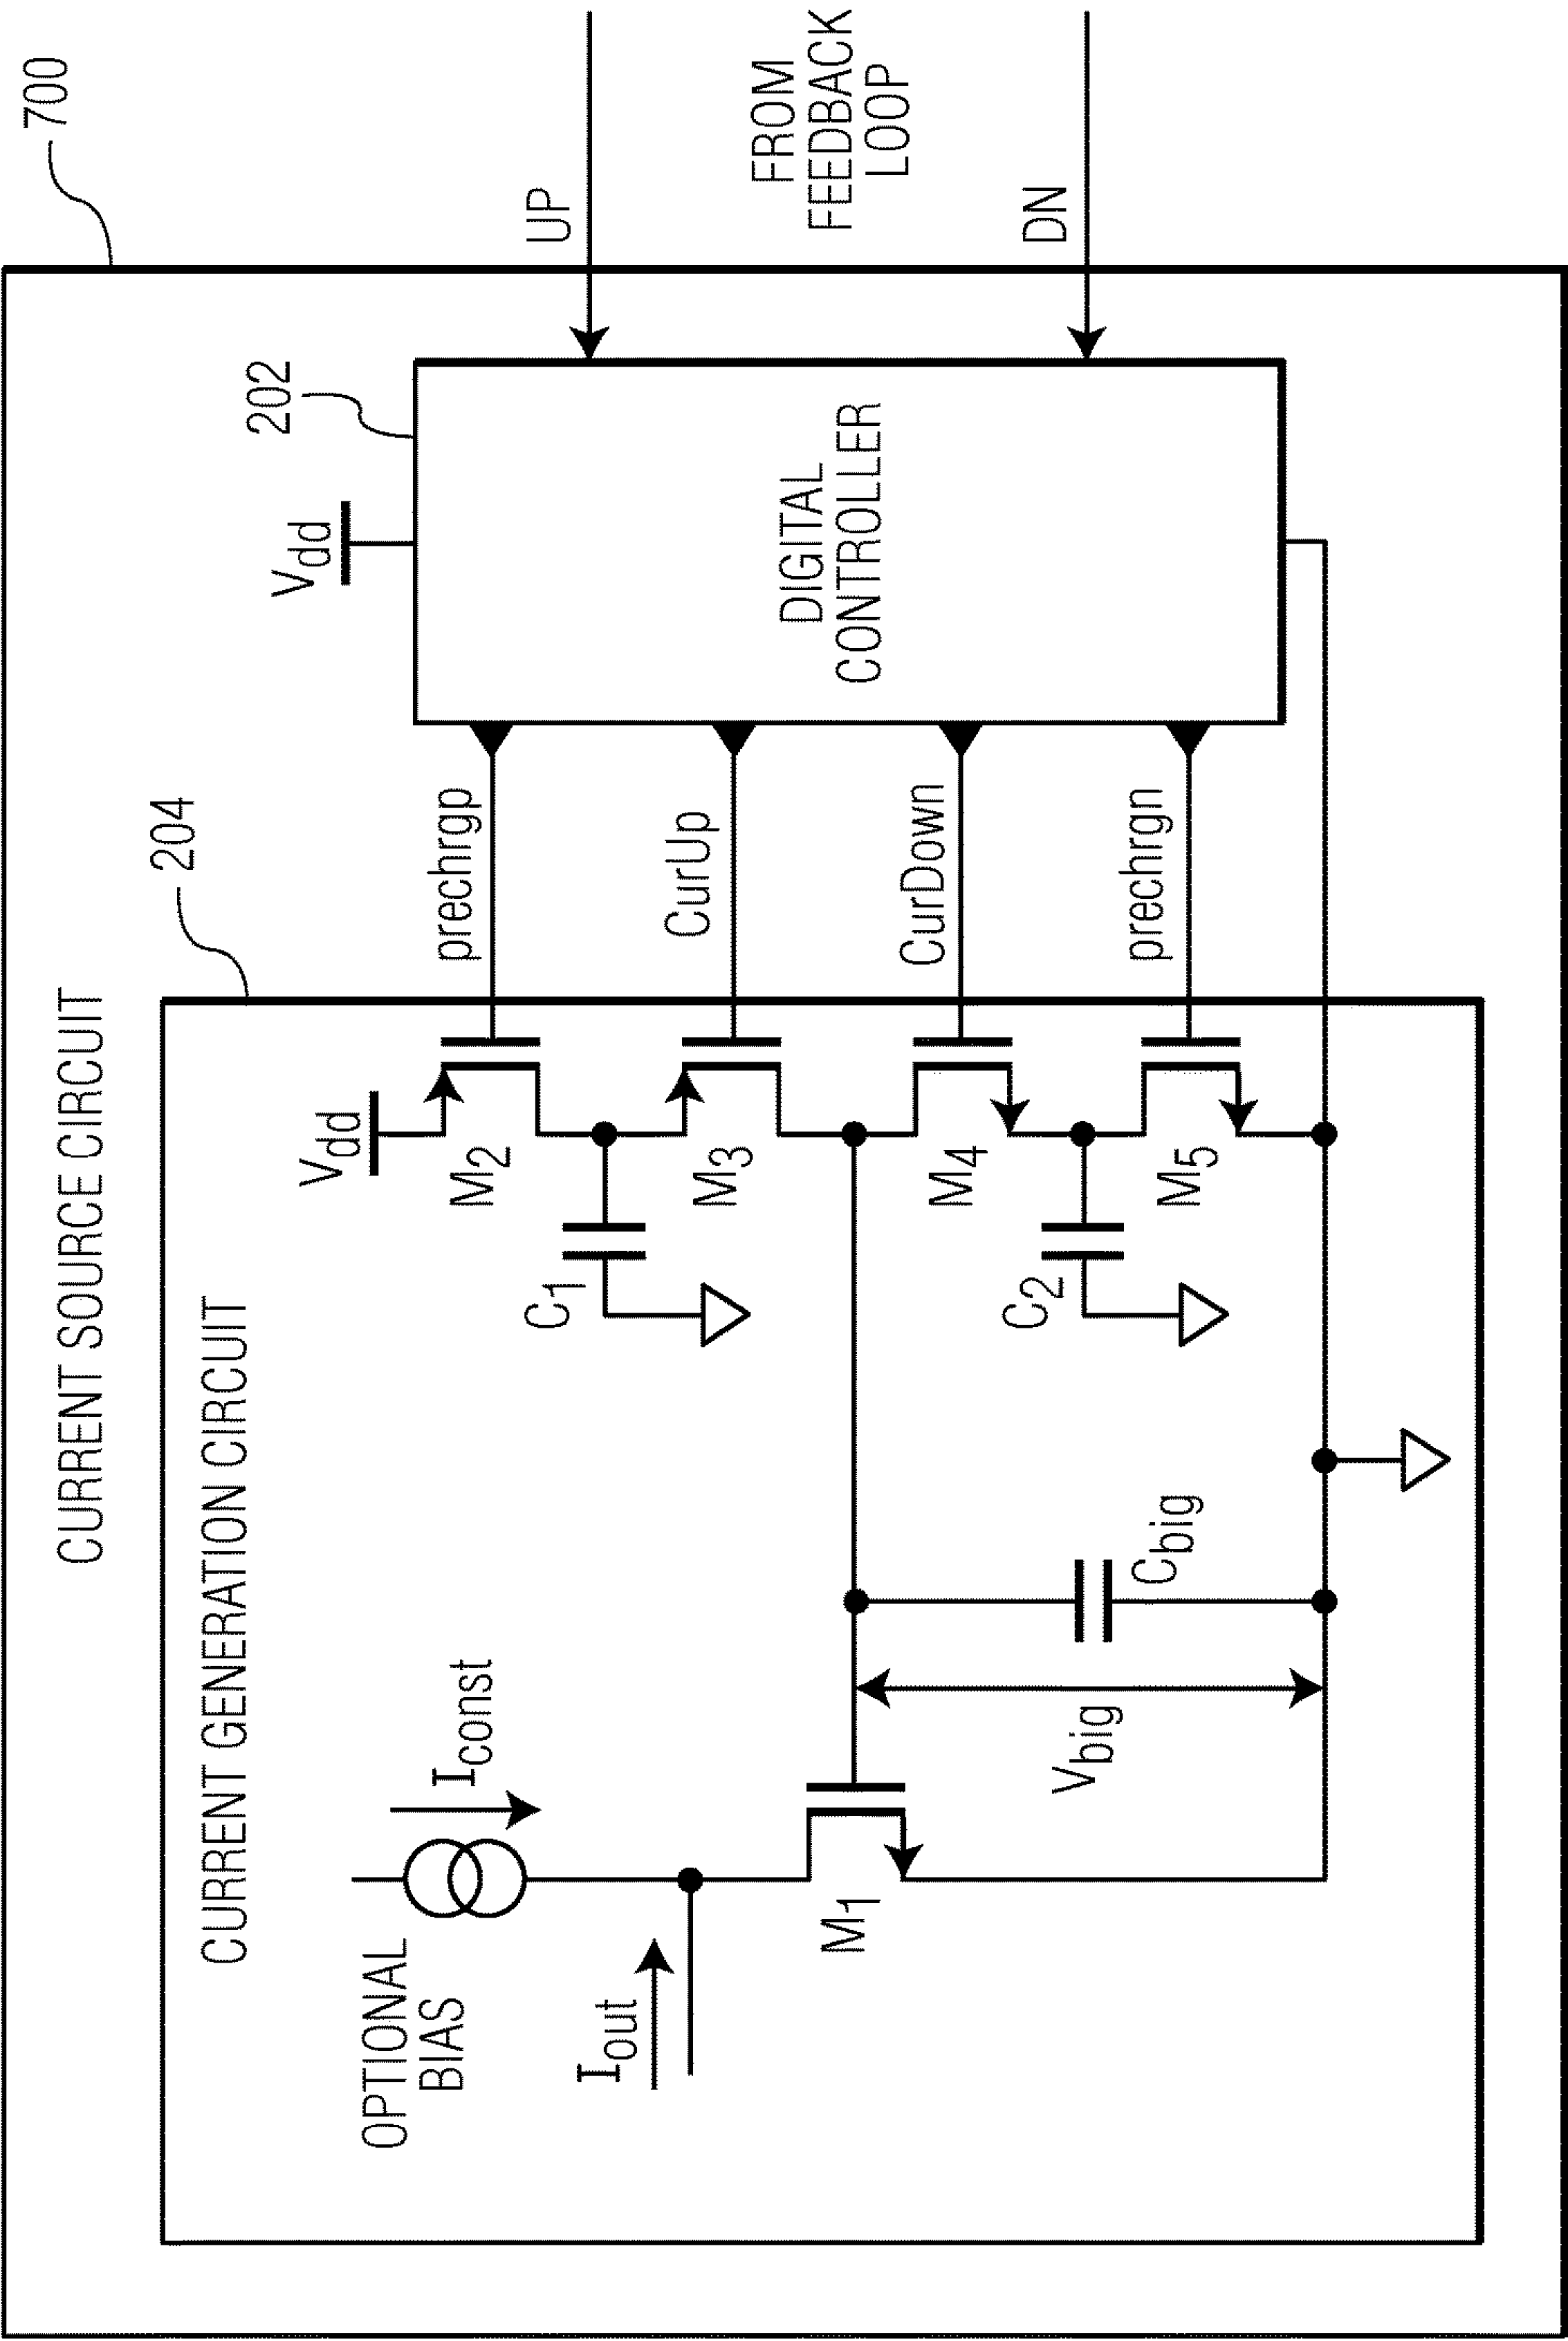 700
CURRENT SOURCE CIRCUIT
204
CURRENT GENERATION CIRCUIT
202
Vdd
Vdd
OPTIONAL
BIAS
Iconst
Iout
M1
Vbig
Cbig
C1
C2
M2
M3
M4
M5
prechrgp
CurUp
CurDown
prechrgn
DIGITAL
CONTROLLER
UP
FROM
FEEDBACK
LOOP
DN